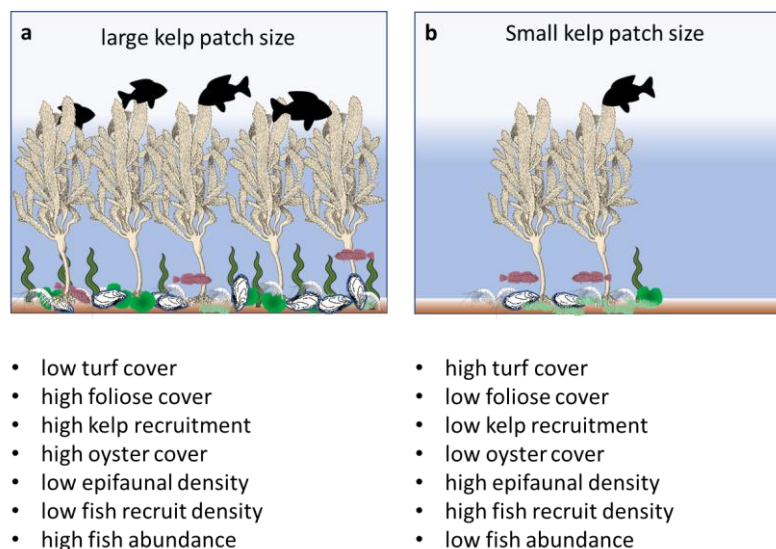 a
large kelp patch size
• low turf cover
• high foliose cover
• high kelp recruitment
• high oyster cover
• low epifaunal density
• low fish recruit density
• high fish abundance
b
Small kelp patch size
• high turf cover
• low foliose cover
• low kelp recruitment
• low oyster cover
• high epifaunal density
• high fish recruit density
• low fish abundance